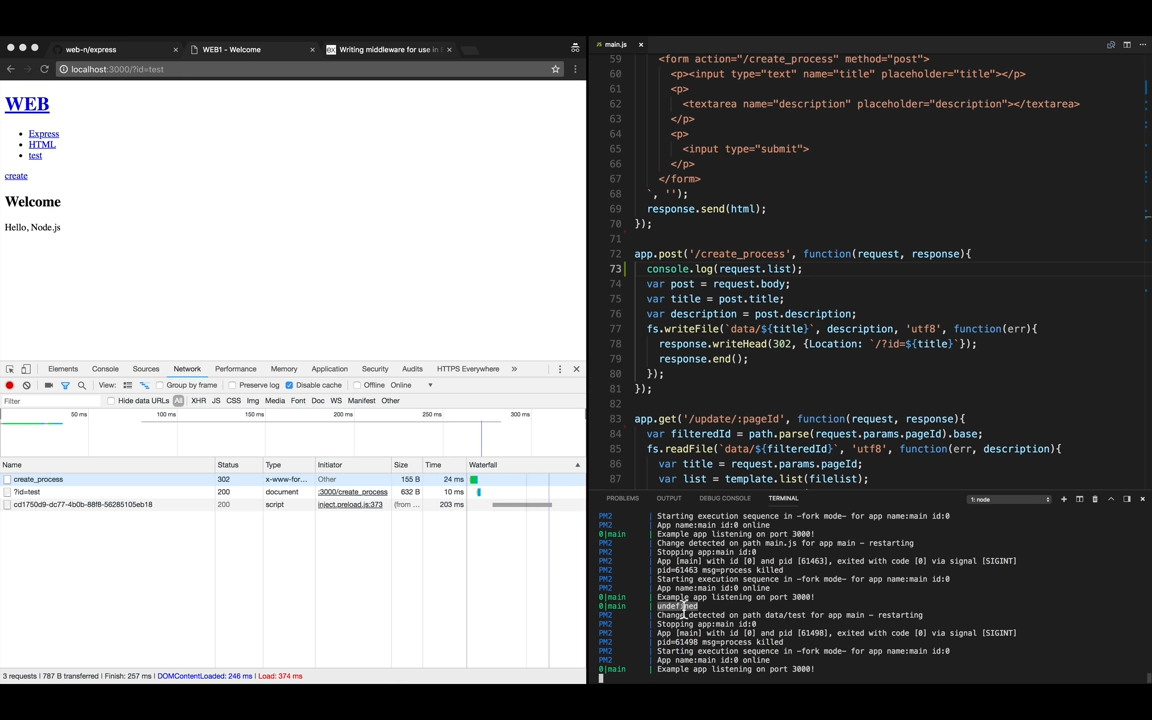 web-n/express
WEB1 - Welcome
Writing middleware for use in
localhost:3000/?id=test
WEB
Express
HTML
test
create
Welcome
Hello, Node.js
Elements Console Sources Network Performance Memory Application Security Audits HTTPS Everywhere »
View: Group by frame Preserve log Disable cache Offline Online
Filter Hide data URLs All XHR JS CSS Img Media Font Doc WS Manifest Other
50 ms 100 ms 150 ms 200 ms 250 ms 300 ms
Name Status Type Initiator Size Time Waterfall
create_process 302 x-www-for... Other 155 B 24 ms
?id=test 200 document :3000/create_process 632 B 10 ms
cd1750d9-dc77-4b0b-88f8-56285105eb18 200 script inject.preload.js:373 (from ... 203 ms
3 requests | 787 B transferred | Finish: 257 ms | DOMContentLoaded: 246 ms | Load: 374 ms
JS main.js
59 <form action="/create_process" method="post">
60 <p><input type="text" name="title" placeholder="title"></p>
61 <p>
62 <textarea name="description" placeholder="description"></textarea>
63 </p>
64 <p>
65 <input type="submit">
66 </p>
67 </form>
68 `, '');
69 response.send(html);
70 });
71
72 app.post('/create_process', function(request, response){
73 console.log(request.list);
74 var post = request.body;
75 var title = post.title;
76 var description = post.description;
77 fs.writeFile(`data/${title}`, description, 'utf8', function(err){
78 response.writeHead(302, {Location: `/?id=${title}`});
79 response.end();
80 });
81 });
82
83 app.get('/update/:pageId', function(request, response){
84 var filteredId = path.parse(request.params.pageId).base;
85 fs.readFile(`data/${filteredId}`, 'utf8', function(err, description){
86 var title = request.params.pageId;
87 var list = template.list(filelist);
PROBLEMS OUTPUT DEBUG CONSOLE TERMINAL 1: node
PM2 | Starting execution sequence in -fork mode- for app name:main id:0
PM2 | App name:main id:0 online
0|main | Example app listening on port 3000!
PM2 | Change detected on path main.js for app main - restarting
PM2 | Stopping app:main id:0
PM2 | App [main] with id [0] and pid [61463], exited with code [0] via signal [SIGINT]
PM2 | pid=61463 msg=process killed
PM2 | Starting execution sequence in -fork mode- for app name:main id:0
PM2 | App name:main id:0 online
0|main | Example app listening on port 3000!
0|main | undefined
PM2 | Change detected on path data/test for app main - restarting
PM2 | Stopping app:main id:0
PM2 | App [main] with id [0] and pid [61498], exited with code [0] via signal [SIGINT]
PM2 | pid=61498 msg=process killed
PM2 | Starting execution sequence in -fork mode- for app name:main id:0
PM2 | App name:main id:0 online
0|main | Example app listening on port 3000!